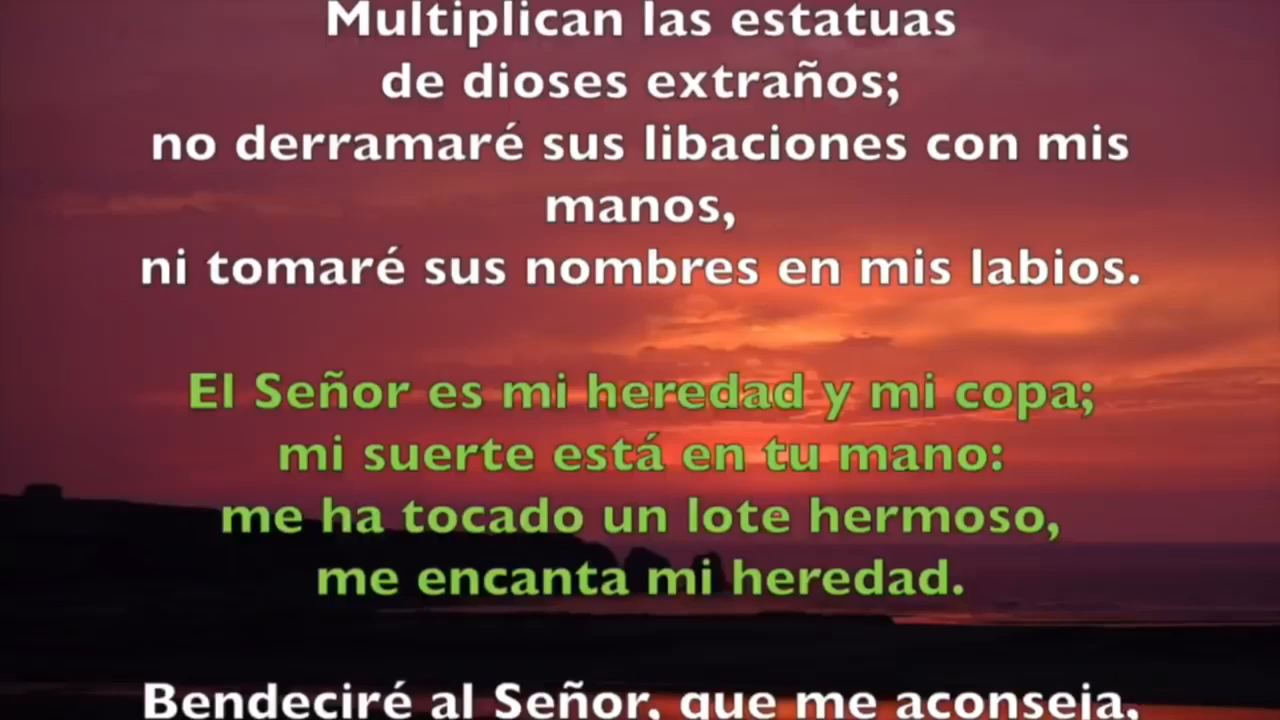 Multiplican las estatuas
de dioses extraños;
no derramaré sus libaciones con mis
manos,
ni tomaré sus nombres en mis labios.
El Señor es mi heredad y mi copa;
mi suerte está en tu mano:
me ha tocado un lote hermoso,
me encanta mi heredad.
Bendeciré al Señor, que me aconseja,